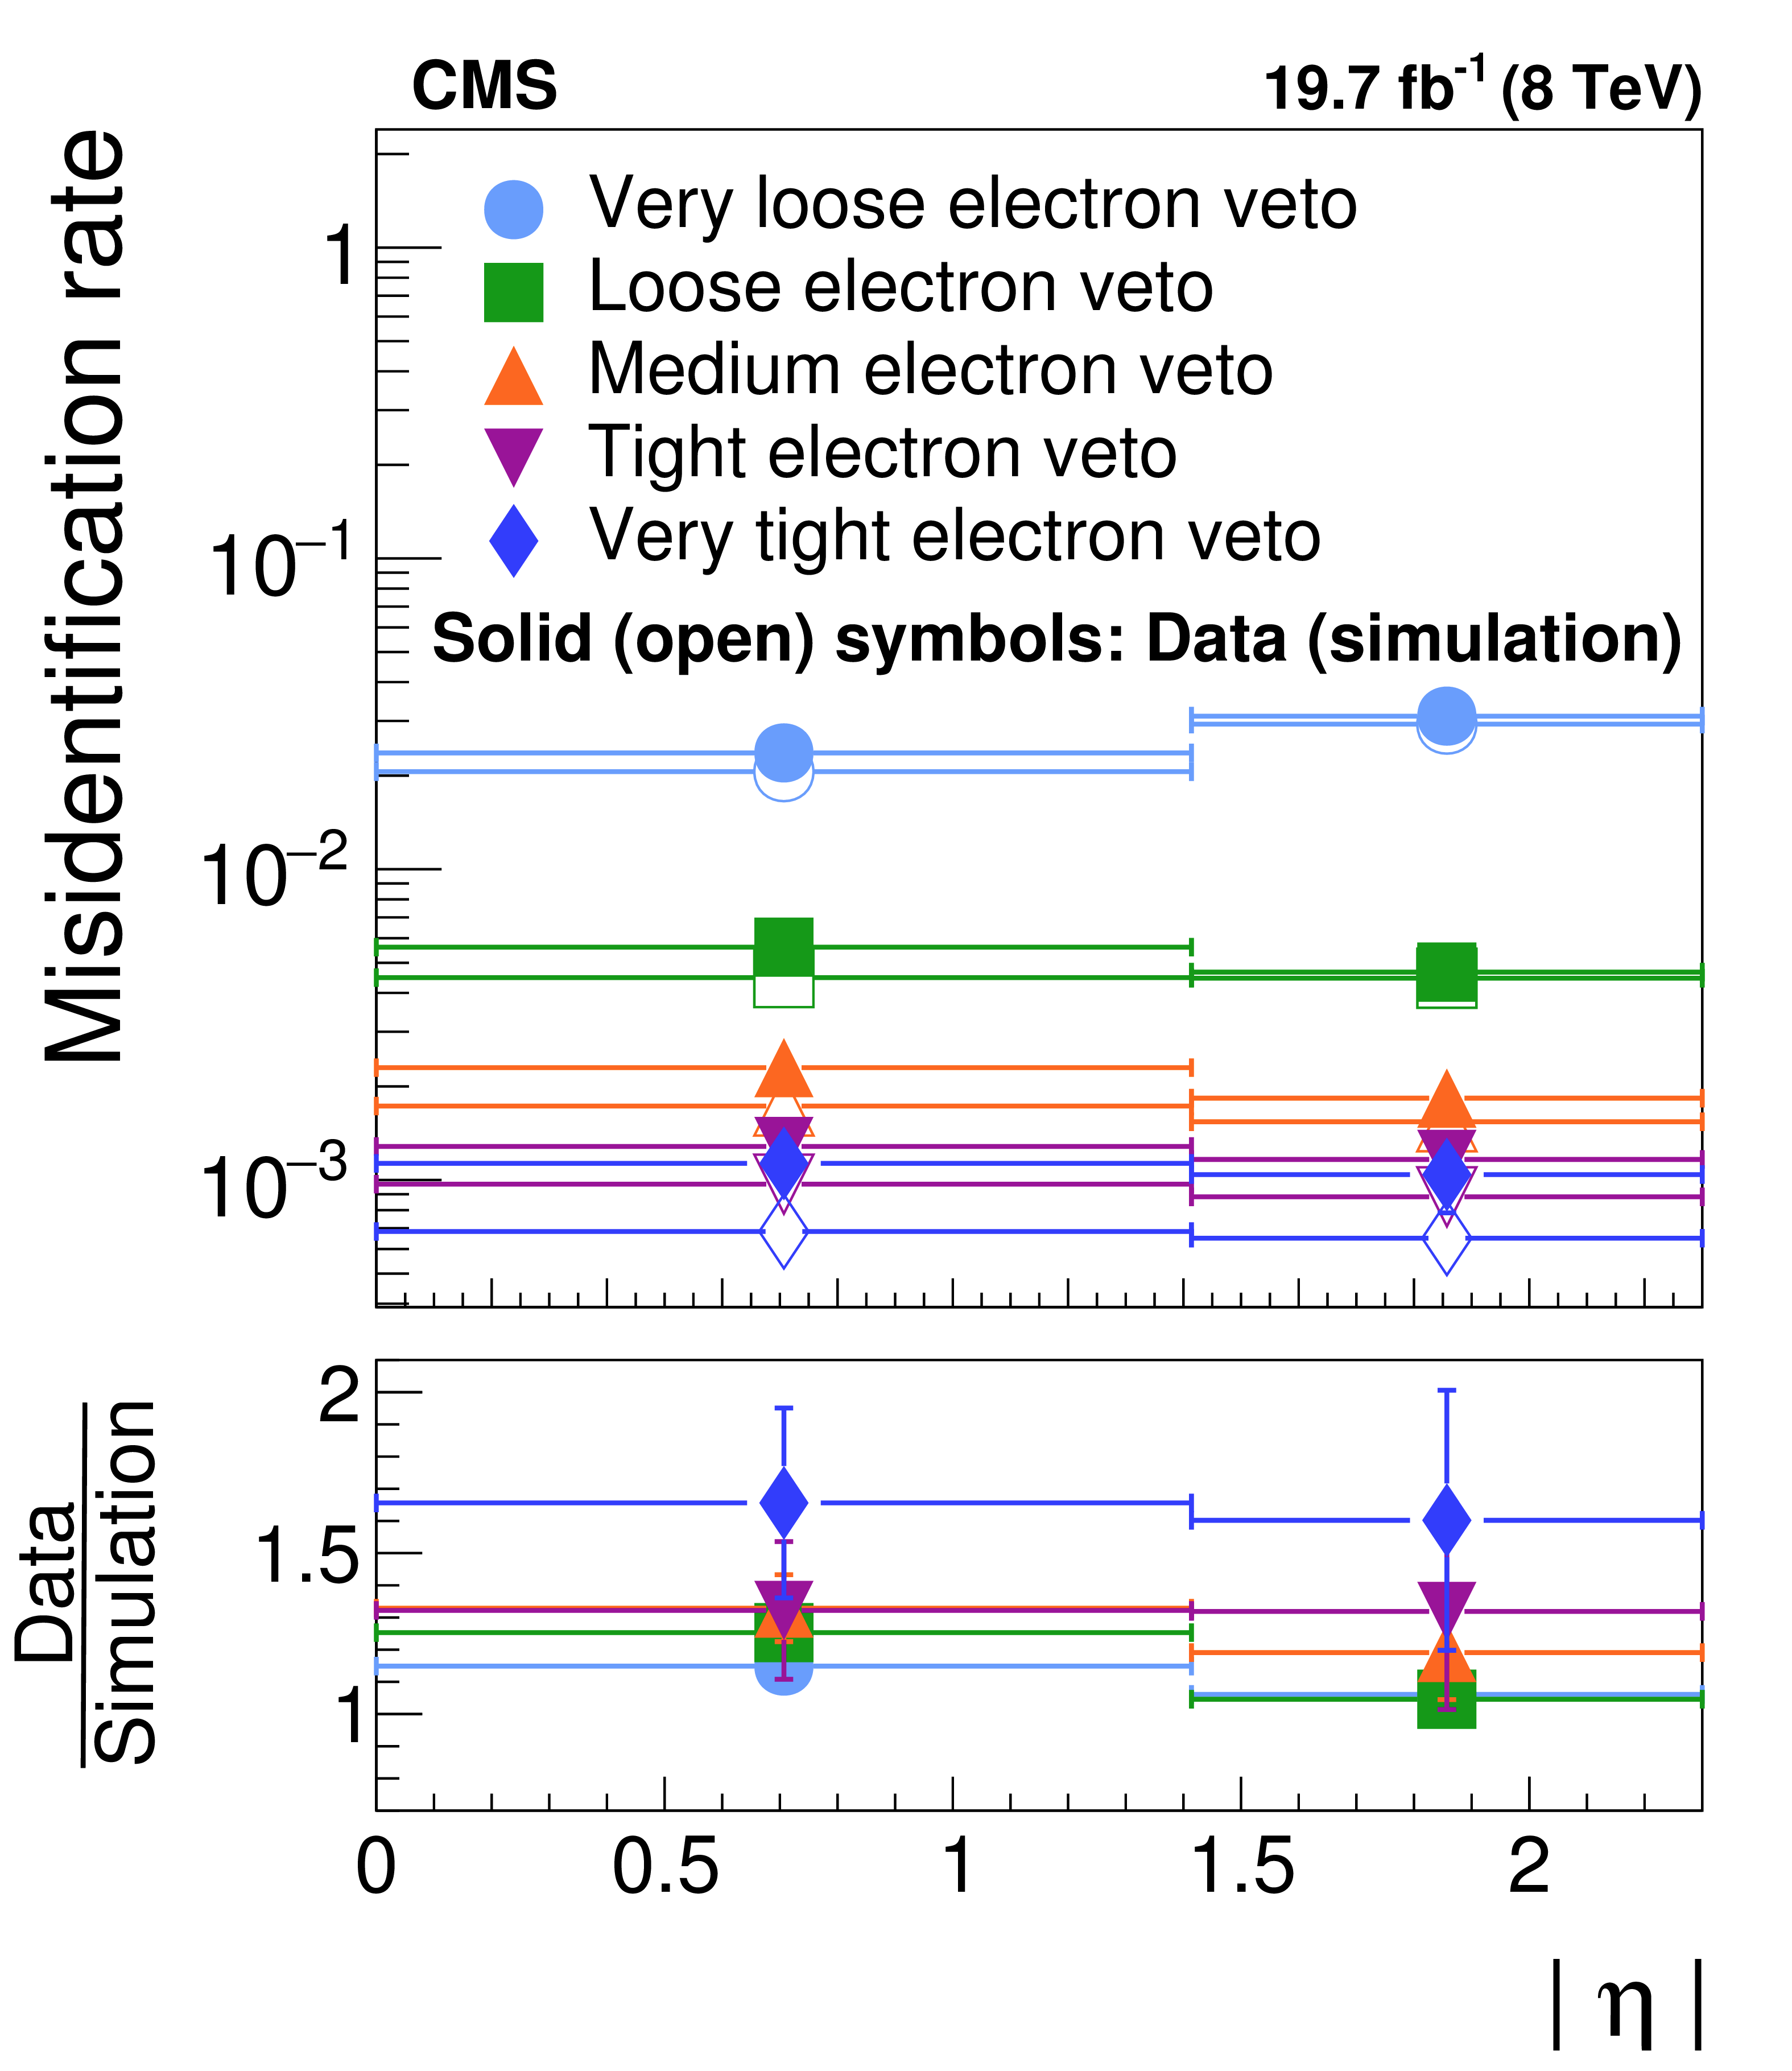 CMS
19.7 fb⁻¹ (8 TeV)
Misidentification rate
1
10⁻¹
10⁻²
10⁻³
Very loose electron veto
Loose electron veto
Medium electron veto
Tight electron veto
Very tight electron veto
Solid (open) symbols: Data (simulation)
Data
Simulation
2
1.5
1
0 0.5 1 1.5 2
| η |